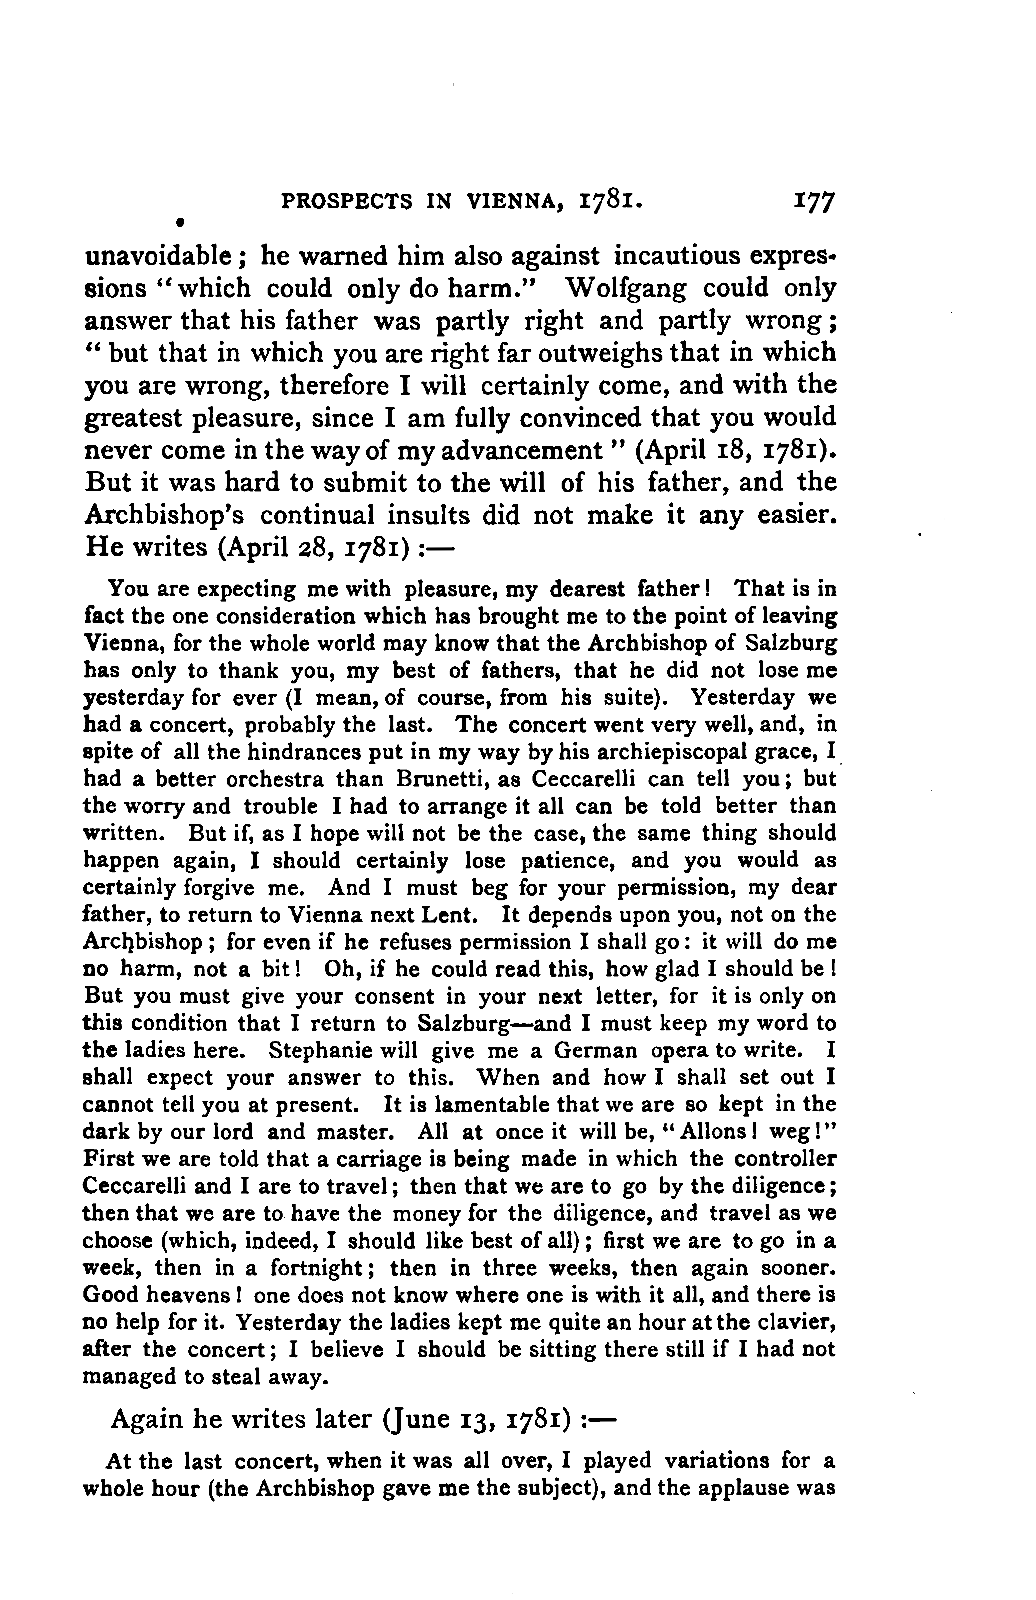 PROSPECTS IN VIENNA, 1781. 177
unavoidable; he warned him also against incautious expres-
sions "which could only do harm." Wolfgang could only
answer that his father was partly right and partly wrong;
"but that in which you are right far outweighs that in which
you are wrong, therefore I will certainly come, and with the
greatest pleasure, since I am fully convinced that you would
never come in the way of my advancement" (April 18, 1781).
But it was hard to submit to the will of his father, and the
Archbishop's continual insults did not make it any easier.
He writes (April 28, 1781) :—
You are expecting me with pleasure, my dearest father! That is in
fact the one consideration which has brought me to the point of leaving
Vienna, for the whole world may know that the Archbishop of Salzburg
has only to thank you, my best of fathers, that he did not lose me
yesterday for ever (I mean, of course, from his suite). Yesterday we
had a concert, probably the last. The concert went very well, and, in
spite of all the hindrances put in my way by his archiepiscopal grace, I
had a better orchestra than Brunetti, as Ceccarelli can tell you; but
the worry and trouble I had to arrange it all can be told better than
written. But if, as I hope will not be the case, the same thing should
happen again, I should certainly lose patience, and you would as
certainly forgive me. And I must beg for your permission, my dear
father, to return to Vienna next Lent. It depends upon you, not on the
Archbishop; for even if he refuses permission I shall go: it will do me
no harm, not a bit! Oh, if he could read this, how glad I should be!
But you must give your consent in your next letter, for it is only on
this condition that I return to Salzburg—and I must keep my word to
the ladies here. Stephanie will give me a German opera to write. I
shall expect your answer to this. When and how I shall set out I
cannot tell you at present. It is lamentable that we are so kept in the
dark by our lord and master. All at once it will be, "Allons! weg!"
First we are told that a carriage is being made in which the controller
Ceccarelli and I are to travel; then that we are to go by the diligence;
then that we are to have the money for the diligence, and travel as we
choose (which, indeed, I should like best of all); first we are to go in a
week, then in a fortnight; then in three weeks, then again sooner.
Good heavens! one does not know where one is with it all, and there is
no help for it. Yesterday the ladies kept me quite an hour at the clavier,
after the concert; I believe I should be sitting there still if I had not
managed to steal away.
Again he writes later (June 13, 1781) :—
At the last concert, when it was all over, I played variations for a
whole hour (the Archbishop gave me the subject), and the applause was